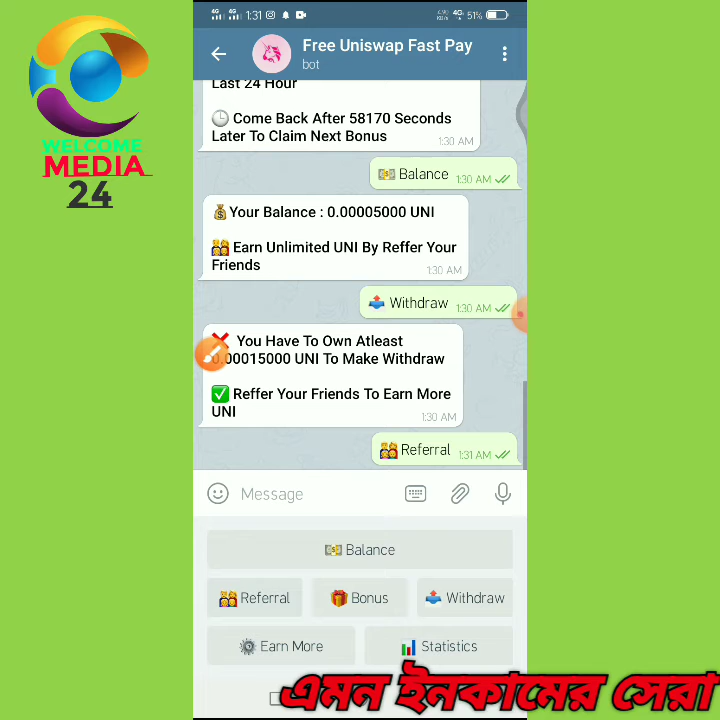 WELCOME
MEDIA
24
4G 4G 1:31
4G 51%
Free Uniswap Fast Pay
bot
Last 24 Hour
Come Back After 58170 Seconds
Later To Claim Next Bonus
1:30 AM
Balance 1:30 AM
Your Balance : 0.00005000 UNI
Earn Unlimited UNI By Reffer Your
Friends
1:30 AM
Withdraw 1:30 AM
You Have To Own Atleast
0.00015000 UNI To Make Withdraw
Reffer Your Friends To Earn More
UNI
1:30 AM
Referral 1:31 AM
Message
Balance
Referral Bonus Withdraw
Earn More Statistics
এমন ইনকামের সেরা